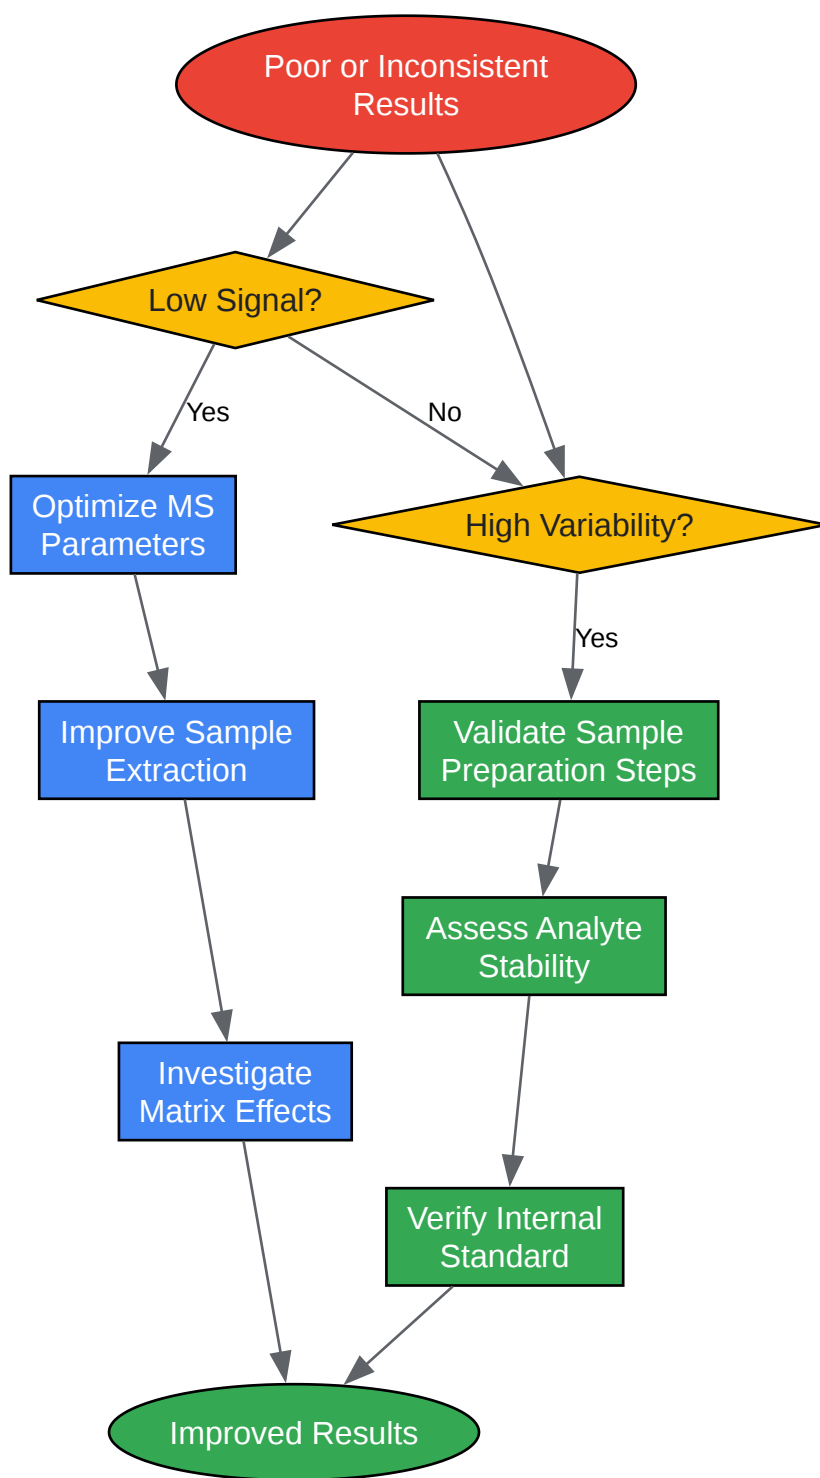 Poor or Inconsistent
Results
Low Signal?
Yes
No
Optimize MS
Parameters
High Variability?
Yes
Improve Sample
Extraction
Validate Sample
Preparation Steps
Assess Analyte
Stability
Investigate
Matrix Effects
Verify Internal
Standard
Improved Results